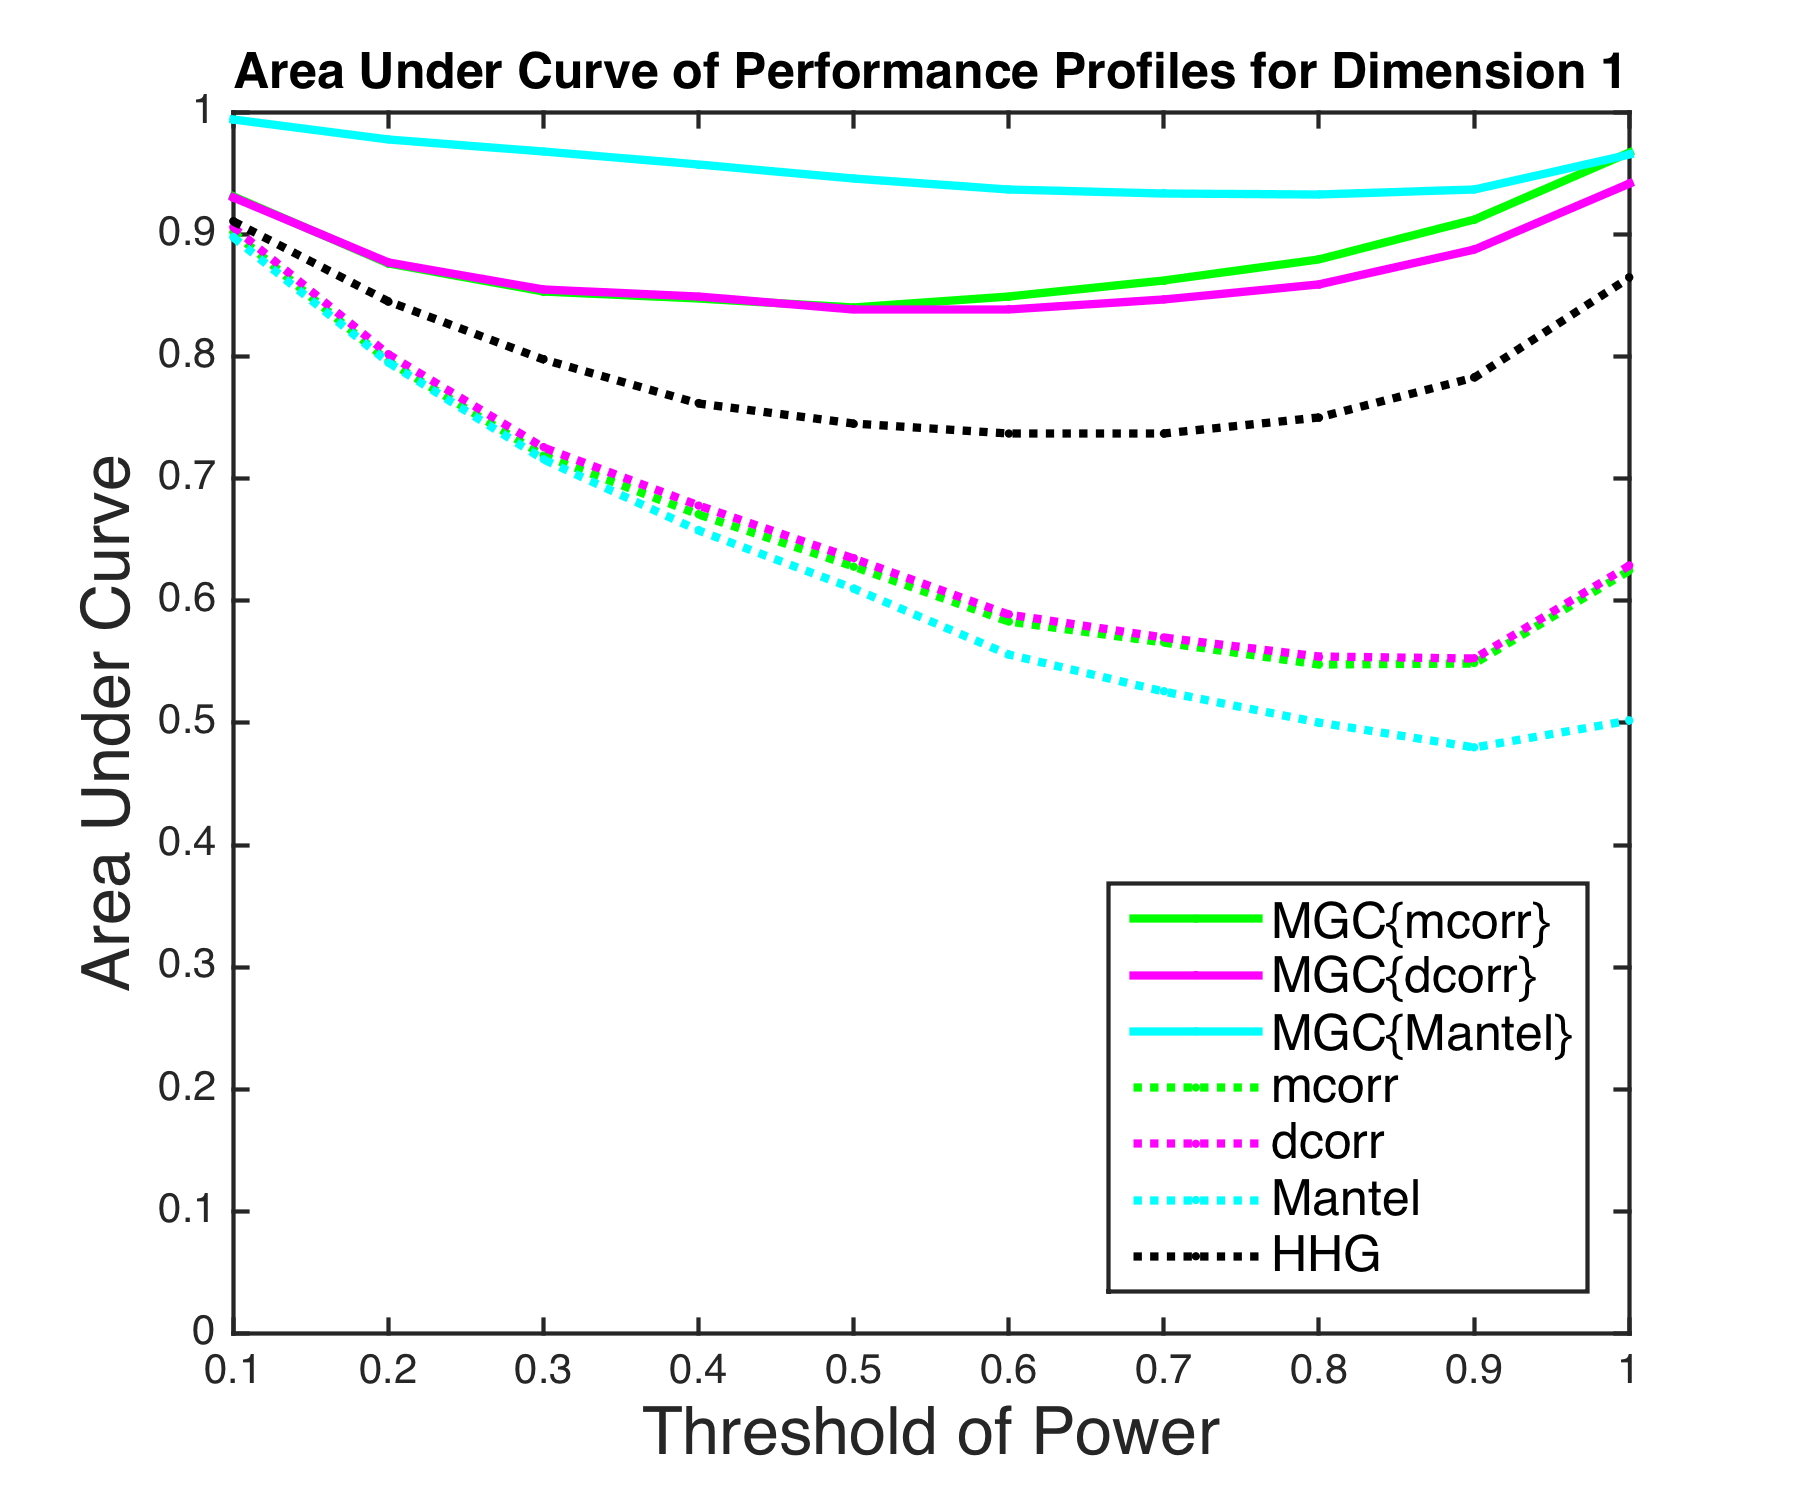 Area Under Curve of Performance Profiles for Dimension 1
Area Under Curve
1
0.9
0.8
0.7
0.6
0.5
0.4
0.3
0.2
0.1
0
MGC{mcorr}
MGC{dcorr}
MGC{Mantel}
mcorr
dcorr
Mantel
HHG
0.1 0.2 0.3 0.4 0.5 0.6 0.7 0.8 0.9 1
Threshold of Power